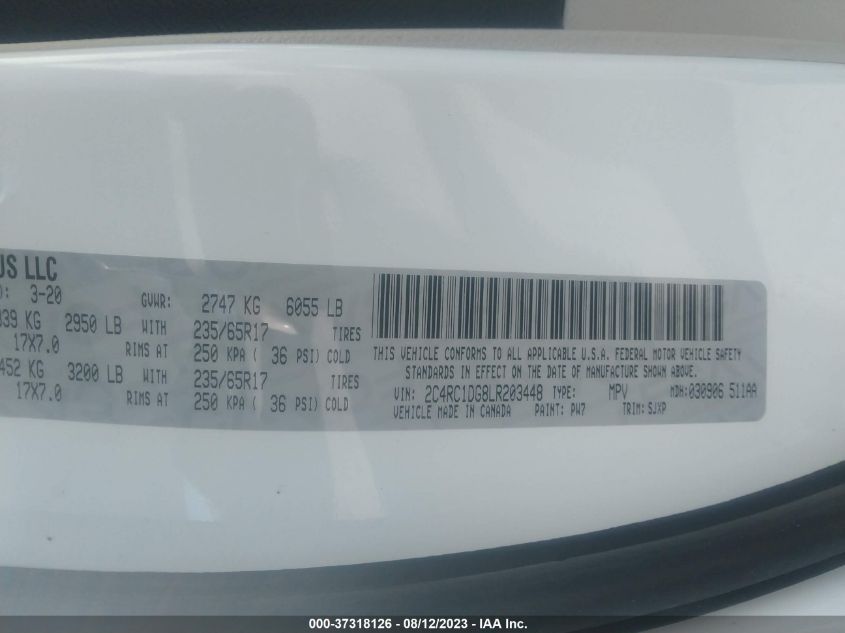 US LLC
): 3-20 GVWR: 2747 KG 6055 LB
339 KG 2950 LB WITH 235/65R17 TIRES
17X7.0 RIMS AT 250 KPA ( 36 PSI) COLD
452 KG 3200 LB WITH 235/65R17 TIRES
17X7.0 RIMS AT 250 KPA ( 36 PSI) COLD
THIS VEHICLE CONFORMS TO ALL APPLICABLE U.S.A. FEDERAL MOTOR VEHICLE SAFETY
STANDARDS IN EFFECT ON THE DATE OF MANUFACTURE SHOWN ABOVE.
VIN: 2C4RC1DG8LR203448 TYPE: MPV MDH: 030906 511AA
VEHICLE MADE IN CANADA PAINT: PW7 TRIM: SJXP
000-37318126 - 08/12/2023 - IAA Inc.